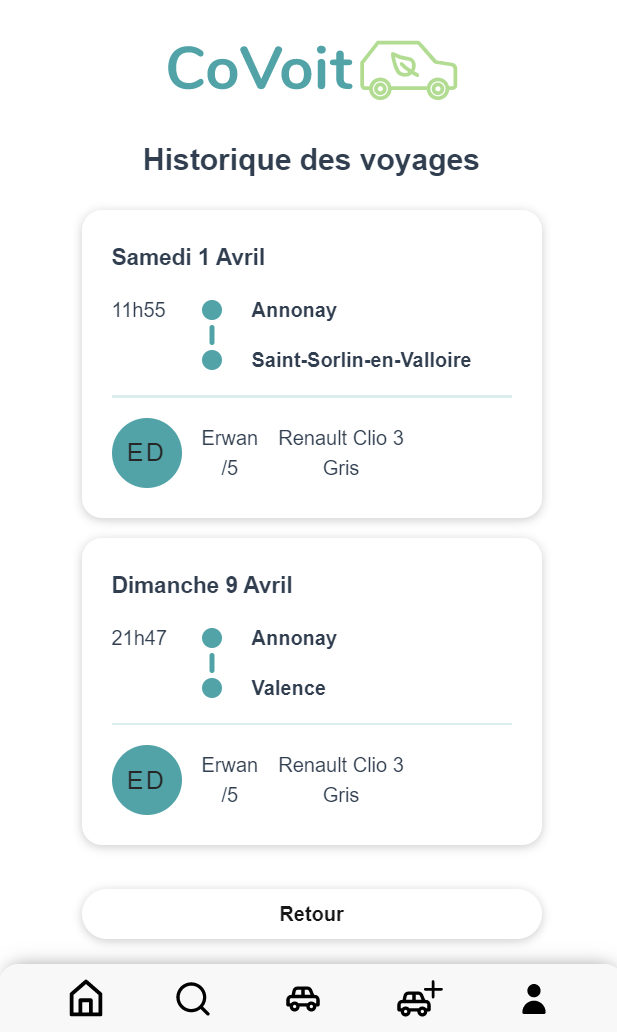 CoVoit
Historique des voyages
Samedi 1 Avril
11h55
Annonay
Saint-Sorlin-en-Valloire
ED
Erwan
/5
Renault Clio 3
Gris
Dimanche 9 Avril
21h47
Annonay
Valence
ED
Erwan
/5
Renault Clio 3
Gris
Retour